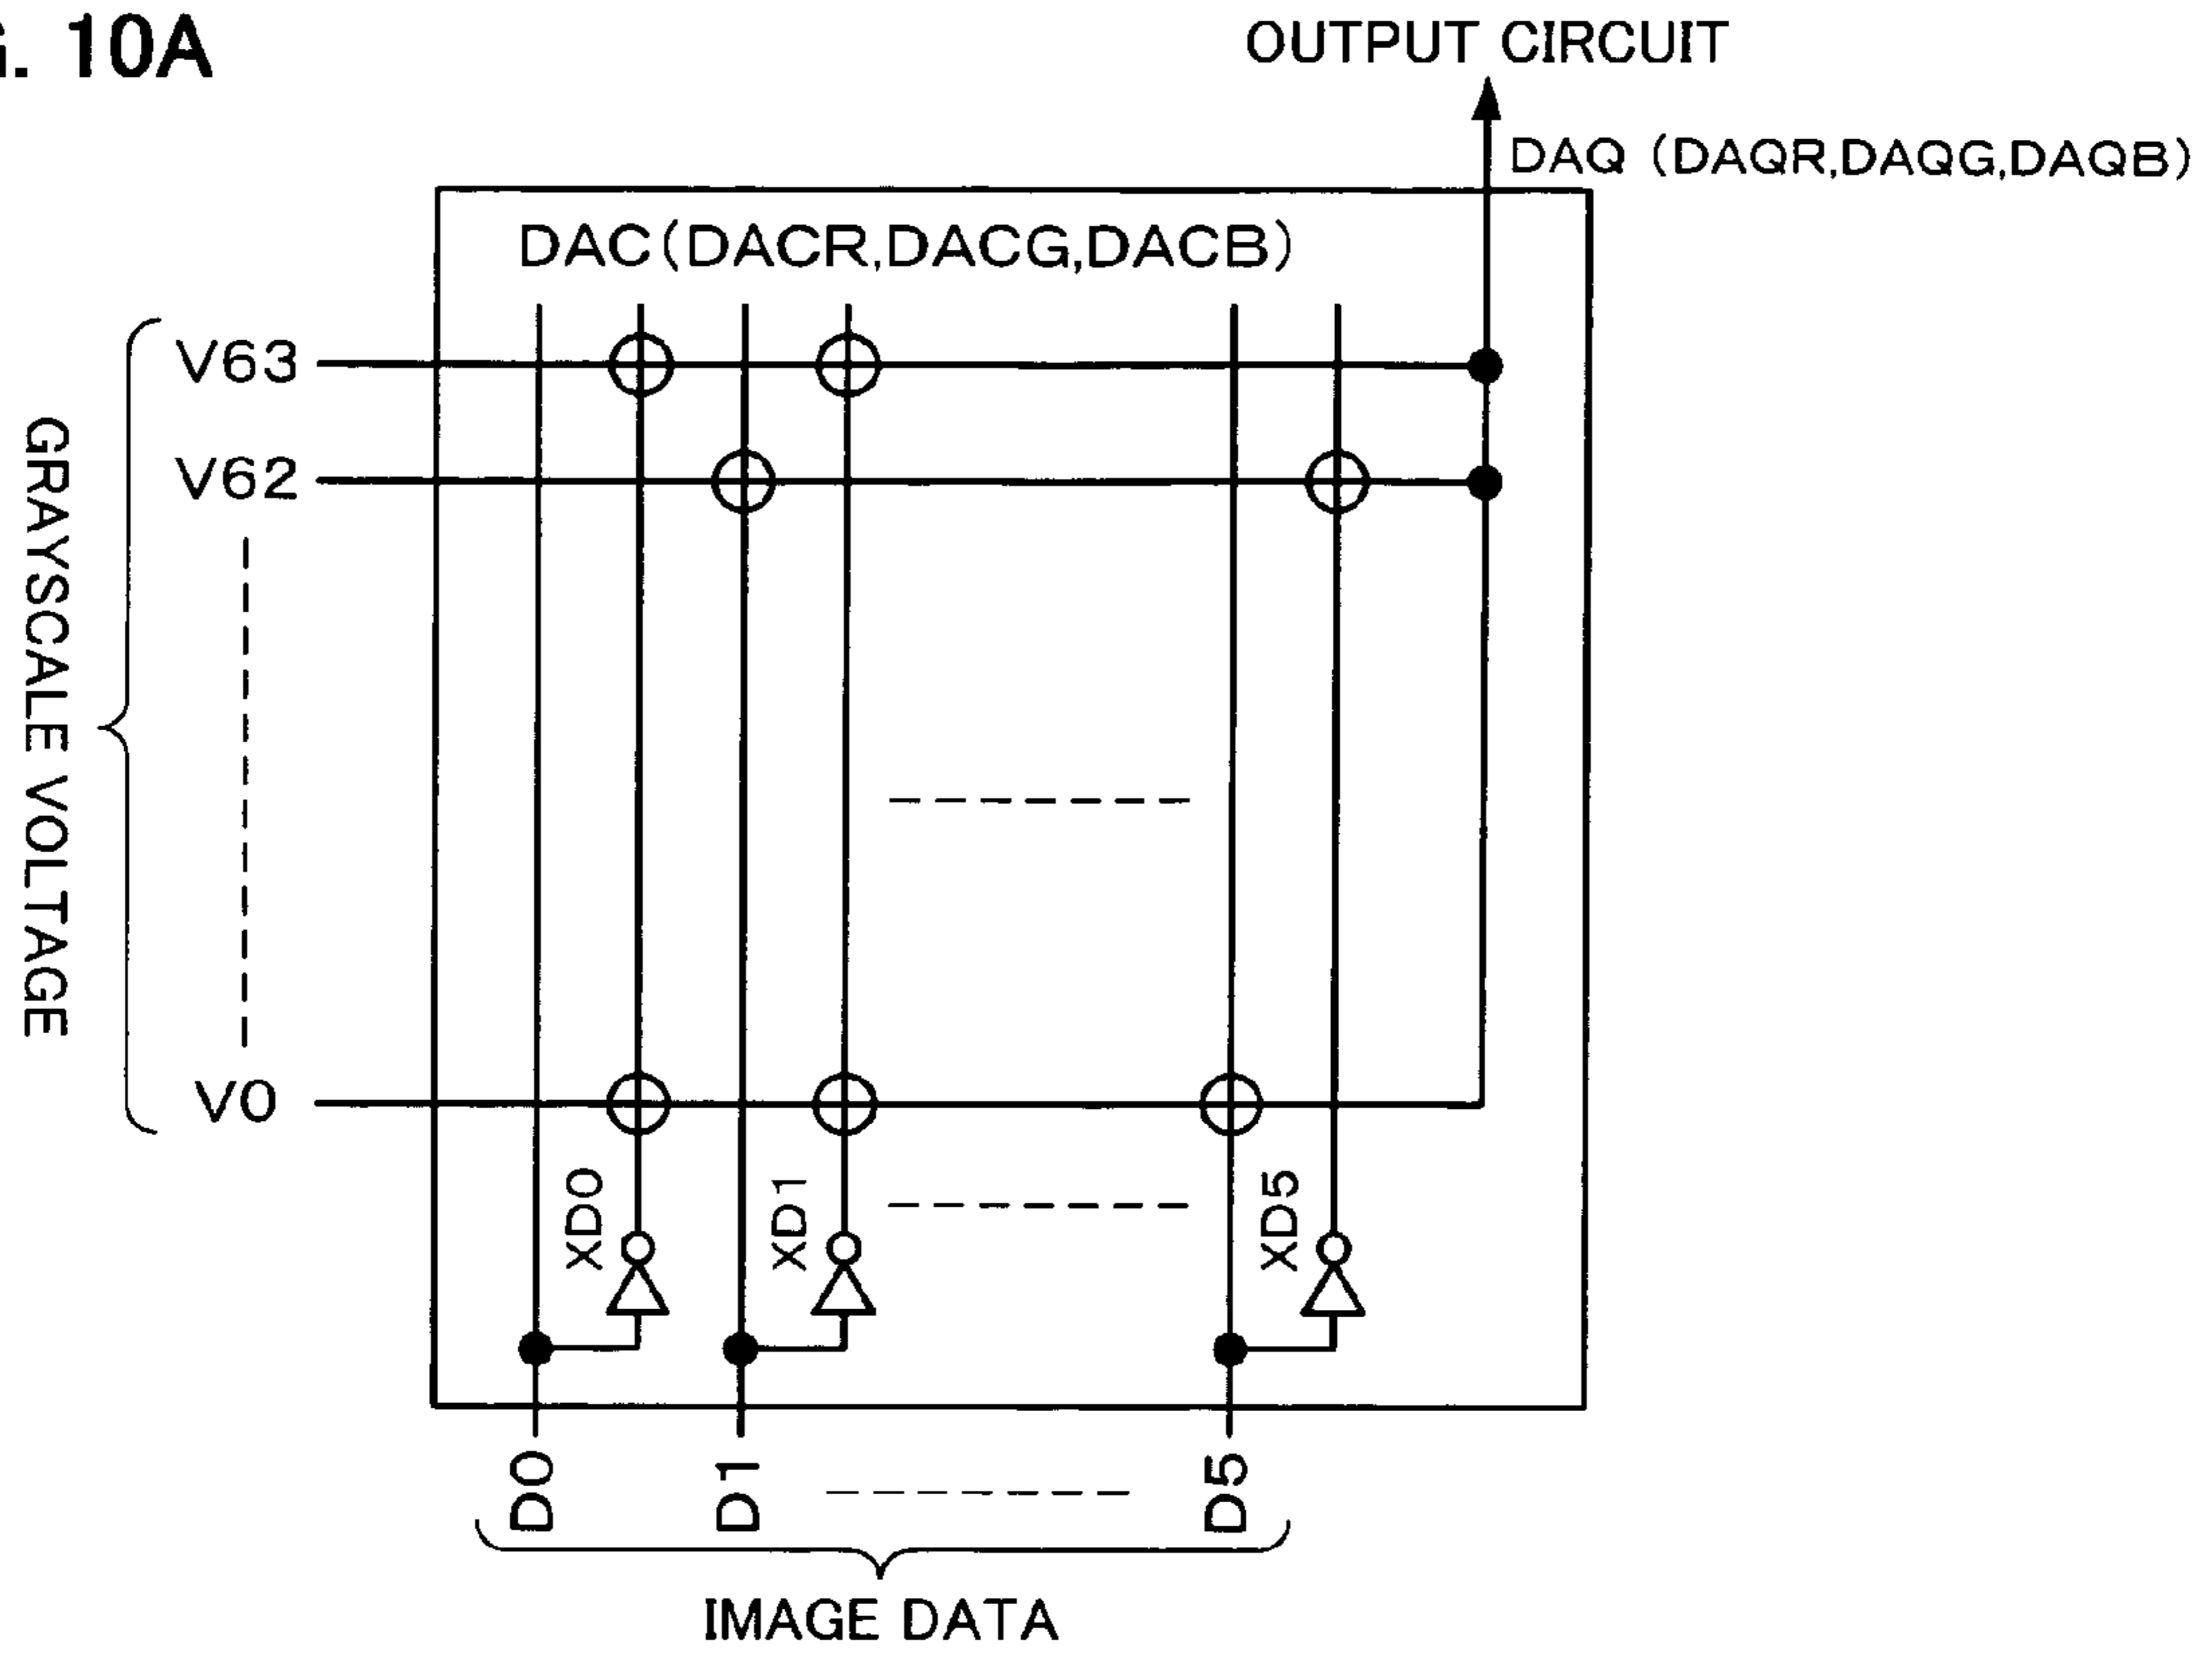 . 10A
OUTPUT CIRCUIT
DAQ (DAQR,DAQG,DAQB)
DAC(DACR,DACG,DACB)
V63
V62
V0
GRAYSCALE VOLTAGE
XD0
XD1
XD5
D0
D1
D5
IMAGE DATA